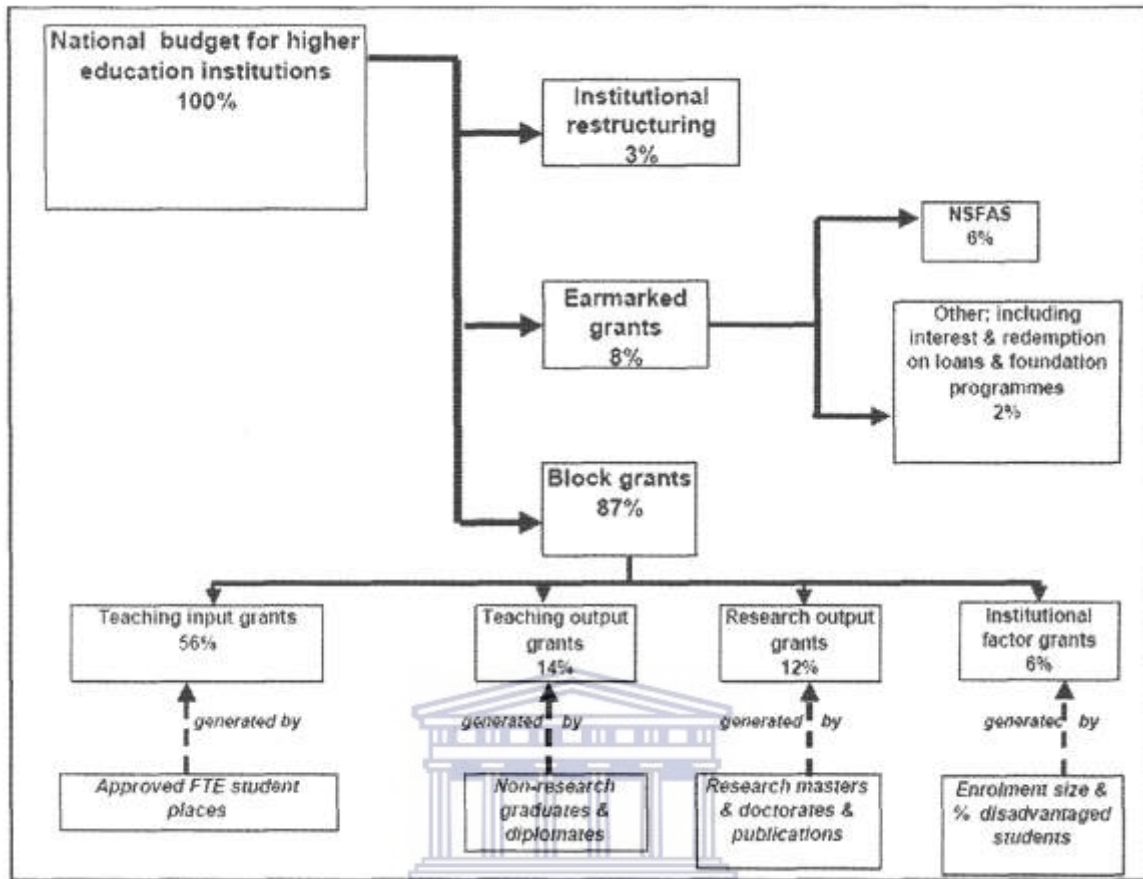 National budget for higher
education institutions
100%
Institutional
restructuring
3%
NSFAS
6%
Earmarked
grants
8%
Other; including
interest & redemption
on loans & foundation
programmes
2%
Block grants
87%
Teaching input grants
56%
Teaching output
grants
14%
Research output
grants
12%
Institutional
factor grants
6%
generated by
generated by
generated by
generated by
Approved FTE student
places
Non-research
graduates &
diplomates
Research masters
& doctorates &
publications
Enrolment size &
% disadvantaged
students